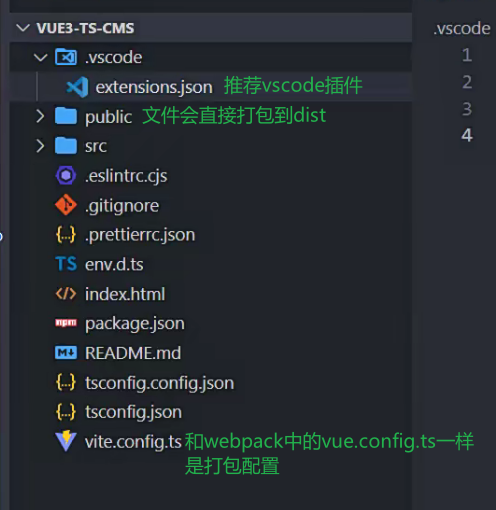 VUE3-TS-CMS
.vscode
.vscode
1
extensions.json 推荐vscode插件
2
public 文件会直接打包到dist
3
src
4
.eslintrc.cjs
.gitignore
.prettierrc.json
TS env.d.ts
index.html
npm package.json
README.md
tsconfig.config.json
tsconfig.json
vite.config.ts 和webpack中的vue.config.ts一样
是打包配置